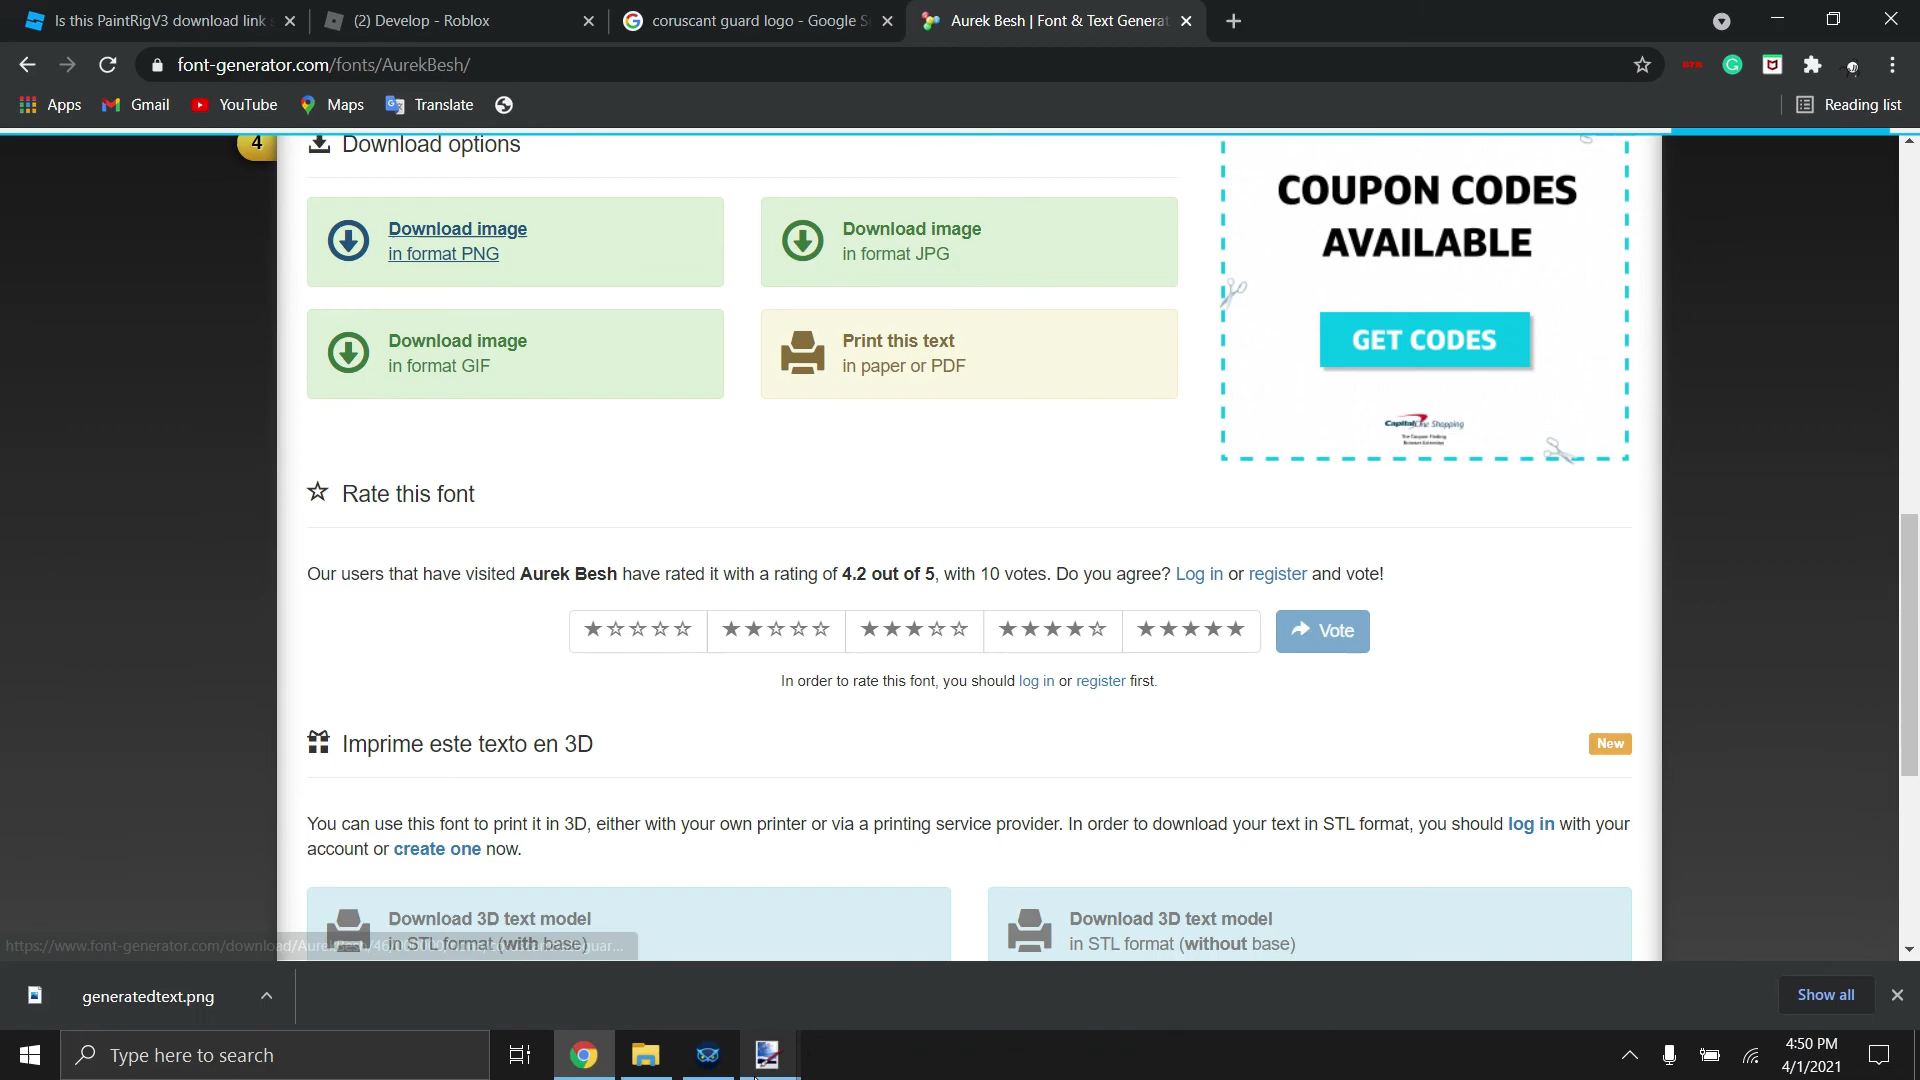 Is this PaintRigV3 download link s
(2) Develop - Roblox
coruscant guard logo - Google Se
Aurek Besh | Font & Text Generat
font-generator.com/fonts/AurekBesh/
Apps Gmail YouTube Maps Translate Reading list
4 Download options
Download image
in format PNG
Download image
in format JPG
Download image
in format GIF
Print this text
in paper or PDF
COUPON CODES
AVAILABLE
GET CODES
Capital One Shopping
The Coupon Finding
Browser Extension
Rate this font
Our users that have visited Aurek Besh have rated it with a rating of 4.2 out of 5, with 10 votes. Do you agree? Log in or register and vote!
Vote
In order to rate this font, you should log in or register first.
Imprime este texto en 3D New
You can use this font to print it in 3D, either with your own printer or via a printing service provider. In order to download your text in STL format, you should log in with your
account or create one now.
Download 3D text model
in STL format (with base)
Download 3D text model
in STL format (without base)
generatedtext.png
Show all
Type here to search
4:50 PM
4/1/2021